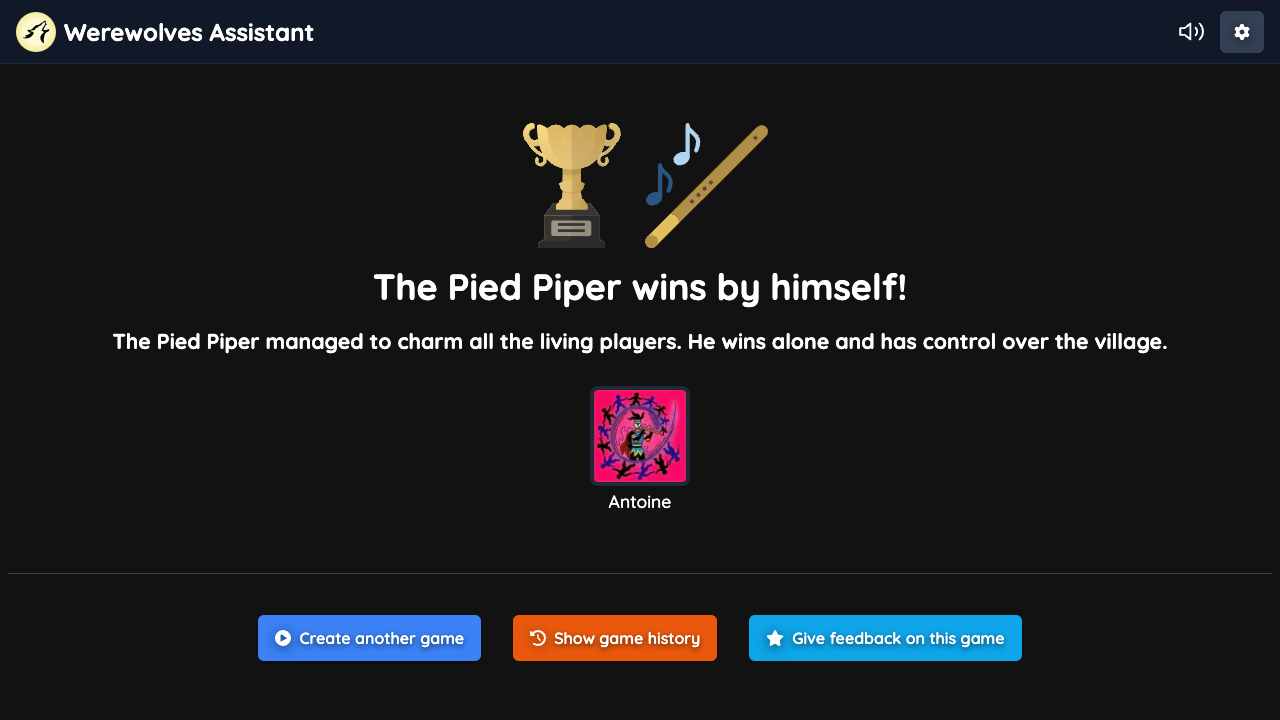 Werewolves Assistant
The Pied Piper wins by himself!
The Pied Piper managed to charm all the living players. He wins alone and has control over the village.
Antoine
Create another game
Show game history
Give feedback on this game